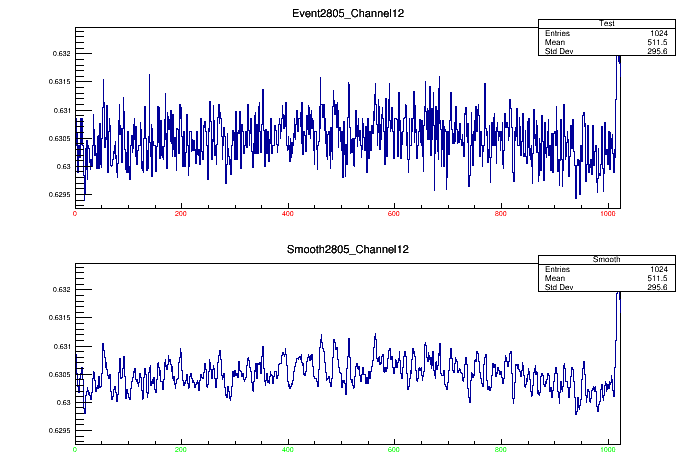 Event2805_Channel12
Test
Entries 1024
Mean 511.5
Std Dev 295.6
0.632
0.6315
0.631
0.6305
0.63
0.6295
0 200 400 600 800 1000
Smooth2805_Channel12
Smooth
Entries 1024
Mean 511.5
Std Dev 295.6
0.632
0.6315
0.631
0.6305
0.63
0.6295
0 200 400 600 800 1000